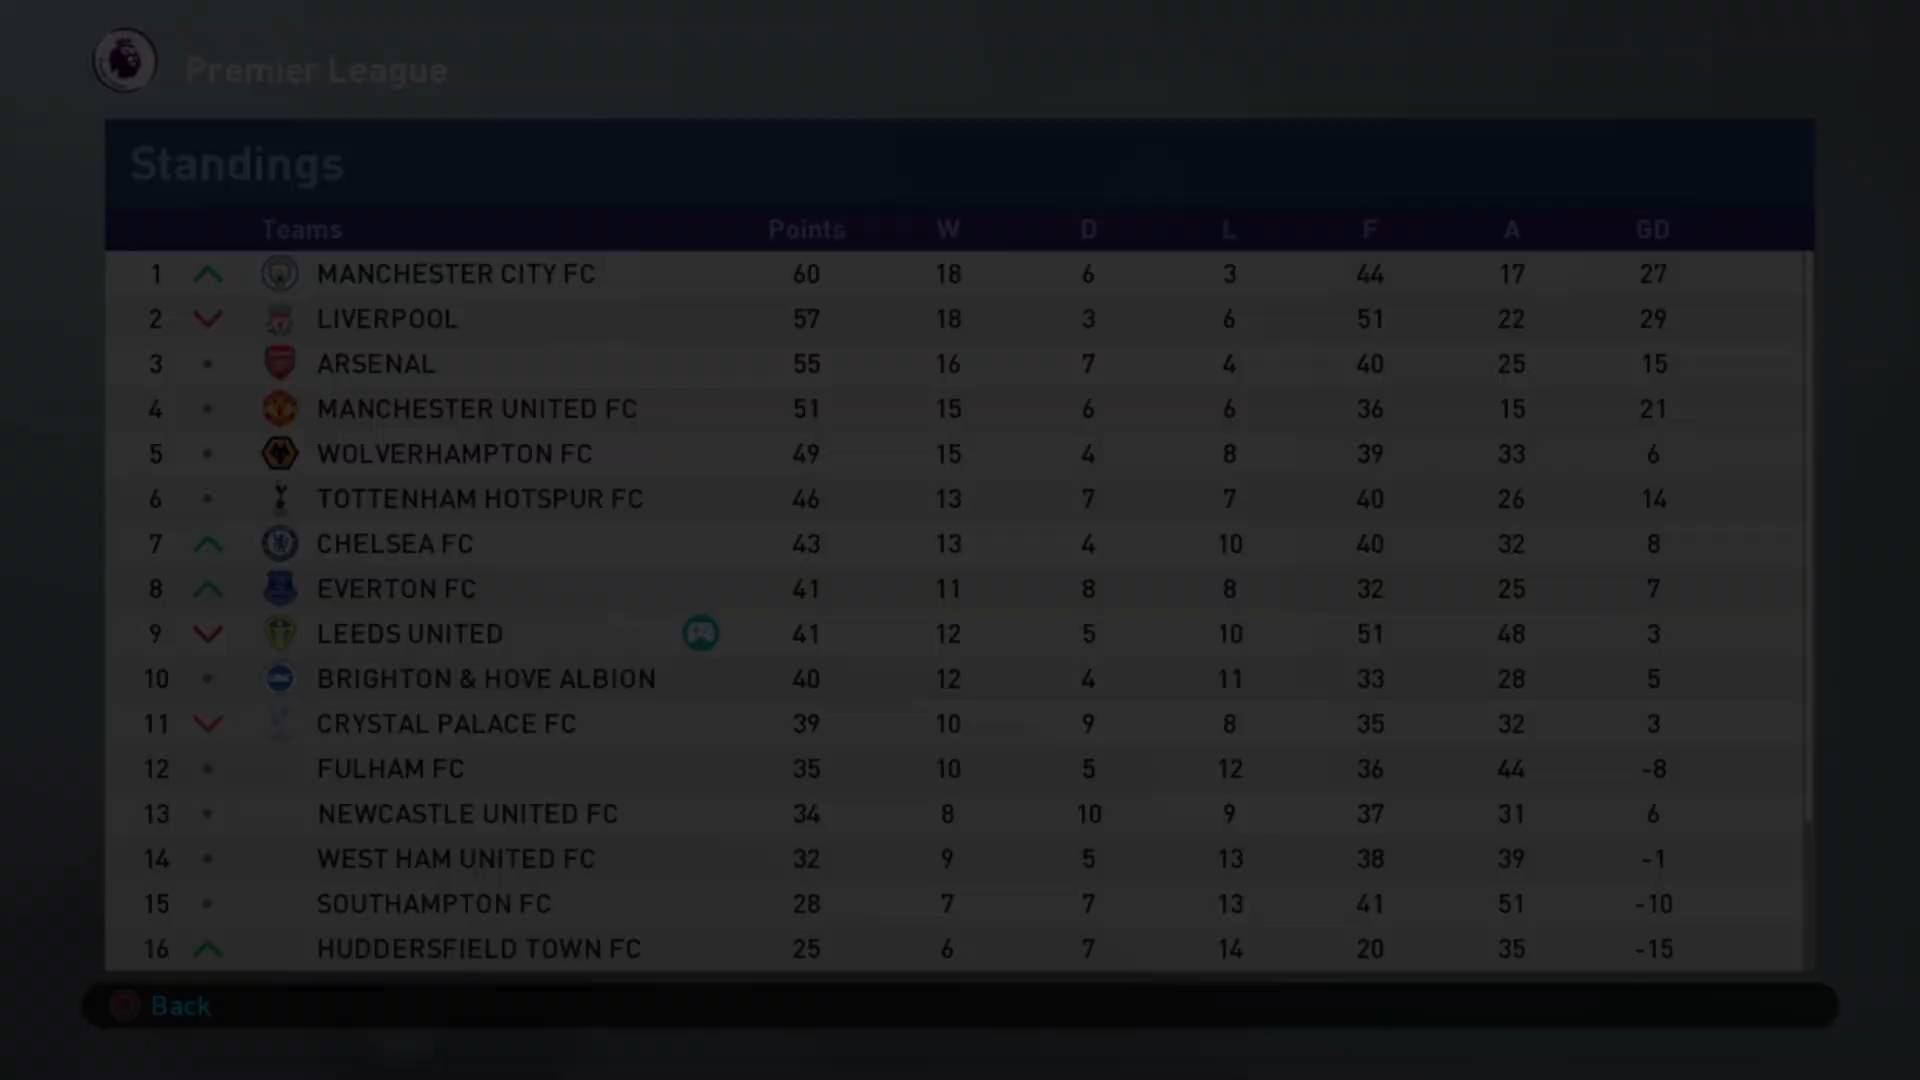 Premier League
Standings
Teams Points W D L F A GD
1 MANCHESTER CITY FC 60 18 6 3 44 17 27
2 LIVERPOOL 57 18 3 6 51 22 29
3 ARSENAL 55 16 7 4 40 25 15
4 MANCHESTER UNITED FC 51 15 6 6 36 15 21
5 WOLVERHAMPTON FC 49 15 4 8 39 33 6
6 TOTTENHAM HOTSPUR FC 46 13 7 7 40 26 14
7 CHELSEA FC 43 13 4 10 40 32 8
8 EVERTON FC 41 11 8 8 32 25 7
9 LEEDS UNITED 41 12 5 10 51 48 3
10 BRIGHTON & HOVE ALBION 40 12 4 11 33 28 5
11 CRYSTAL PALACE FC 39 10 9 8 35 32 3
12 FULHAM FC 35 10 5 12 36 44 -8
13 NEWCASTLE UNITED FC 34 8 10 9 37 31 6
14 WEST HAM UNITED FC 32 9 5 13 38 39 -1
15 SOUTHAMPTON FC 28 7 7 13 41 51 -10
16 HUDDERSFIELD TOWN FC 25 6 7 14 20 35 -15
Back